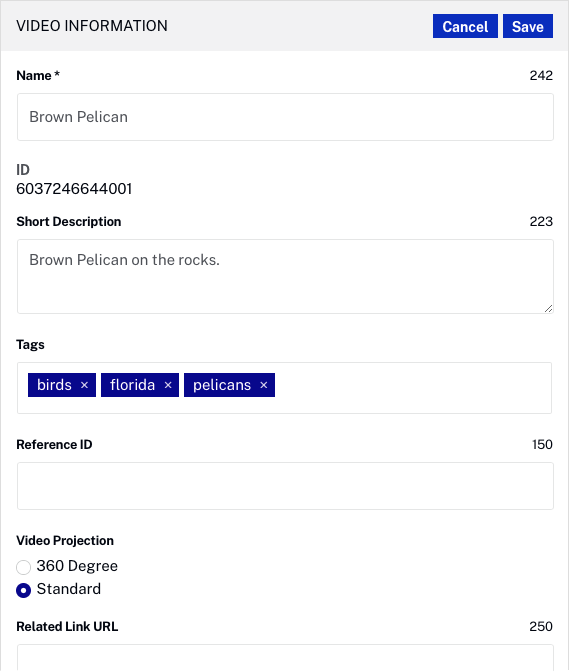 VIDEO INFORMATION Cancel Save
Name * 242
Brown Pelican
ID
6037246644001
Short Description 223
Brown Pelican on the rocks.
Tags
birds × florida × pelicans ×
Reference ID 150
Video Projection
360 Degree
Standard
Related Link URL 250